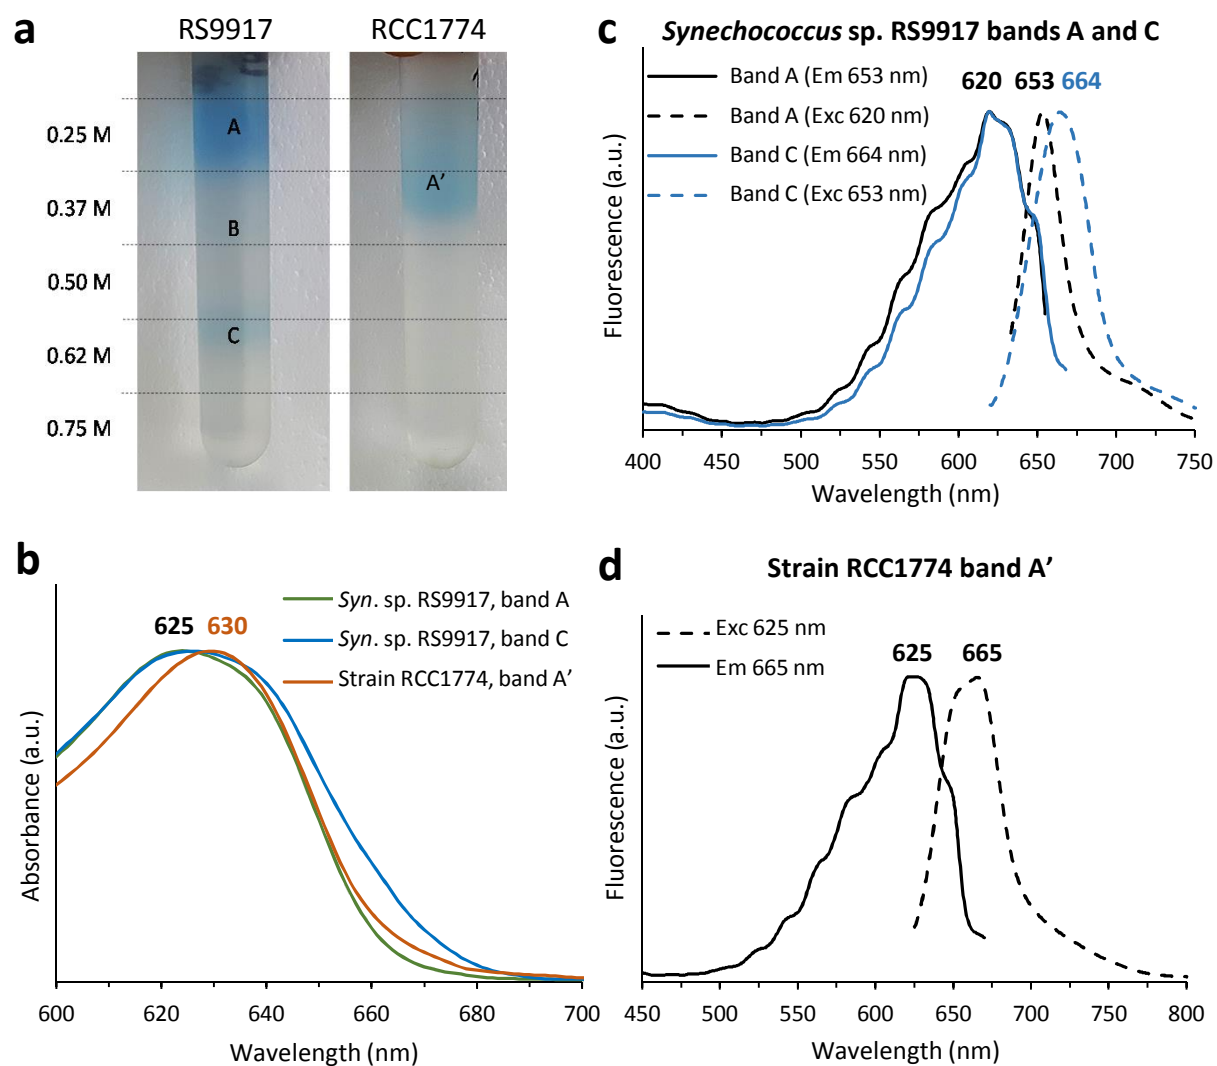 a
RS9917
RCC1774
0.25 M
0.37 M
0.50 M
0.62 M
0.75 M
A
B
C
A’
c
Synechococcus sp. RS9917 bands A and C
Band A (Em 653 nm)
Band A (Exc 620 nm)
Band C (Em 664 nm)
Band C (Exc 653 nm)
620 653 664
Fluorescence (a.u.)
400 450 500 550 600 650 700 750
Wavelength (nm)
b
Syn. sp. RS9917, band A
Syn. sp. RS9917, band C
Strain RCC1774, band A’
625 630
Absorbance (a.u.)
600 620 640 660 680 700
Wavelength (nm)
d
Strain RCC1774 band A’
Exc 625 nm
Em 665 nm
625 665
Fluorescence (a.u.)
450 500 550 600 650 700 750 800
Wavelength (nm)